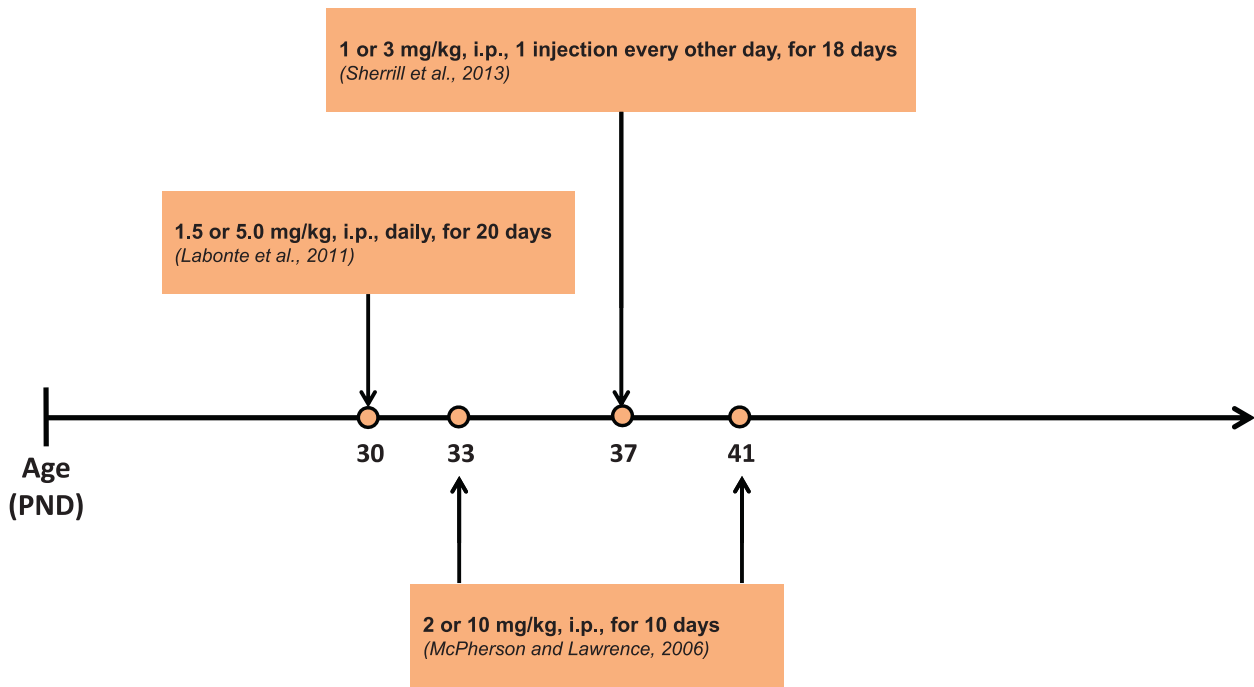 1 or 3 mg/kg, i.p., 1 injection every other day, for 18 days
(Sherrill et al., 2013)
1.5 or 5.0 mg/kg, i.p., daily, for 20 days
(Labonte et al., 2011)
30
33
37
41
Age
(PND)
2 or 10 mg/kg, i.p., for 10 days
(McPherson and Lawrence, 2006)